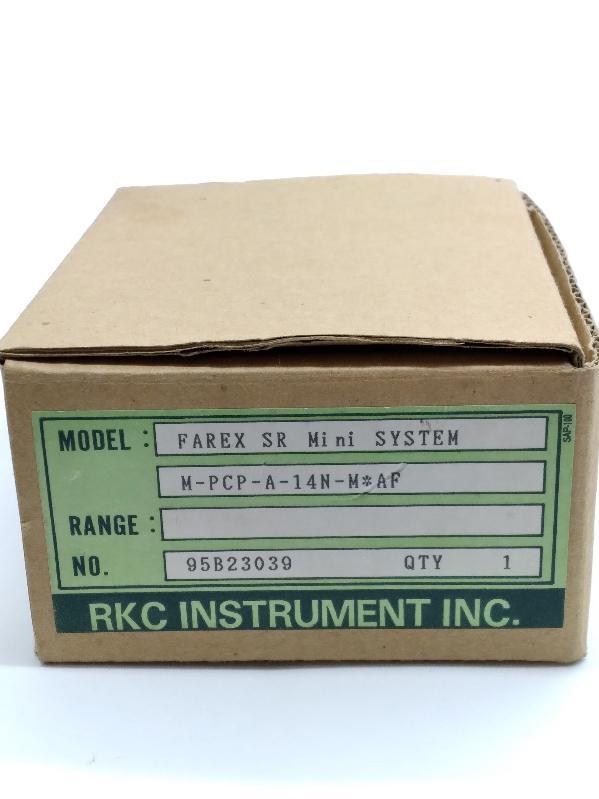 MODEL : FAREX SR Mini SYSTEM
M-PCP-A-14N-M*AF
RANGE :
NO. 95B23039 QTY 1
RKC INSTRUMENT INC.
SAP-100